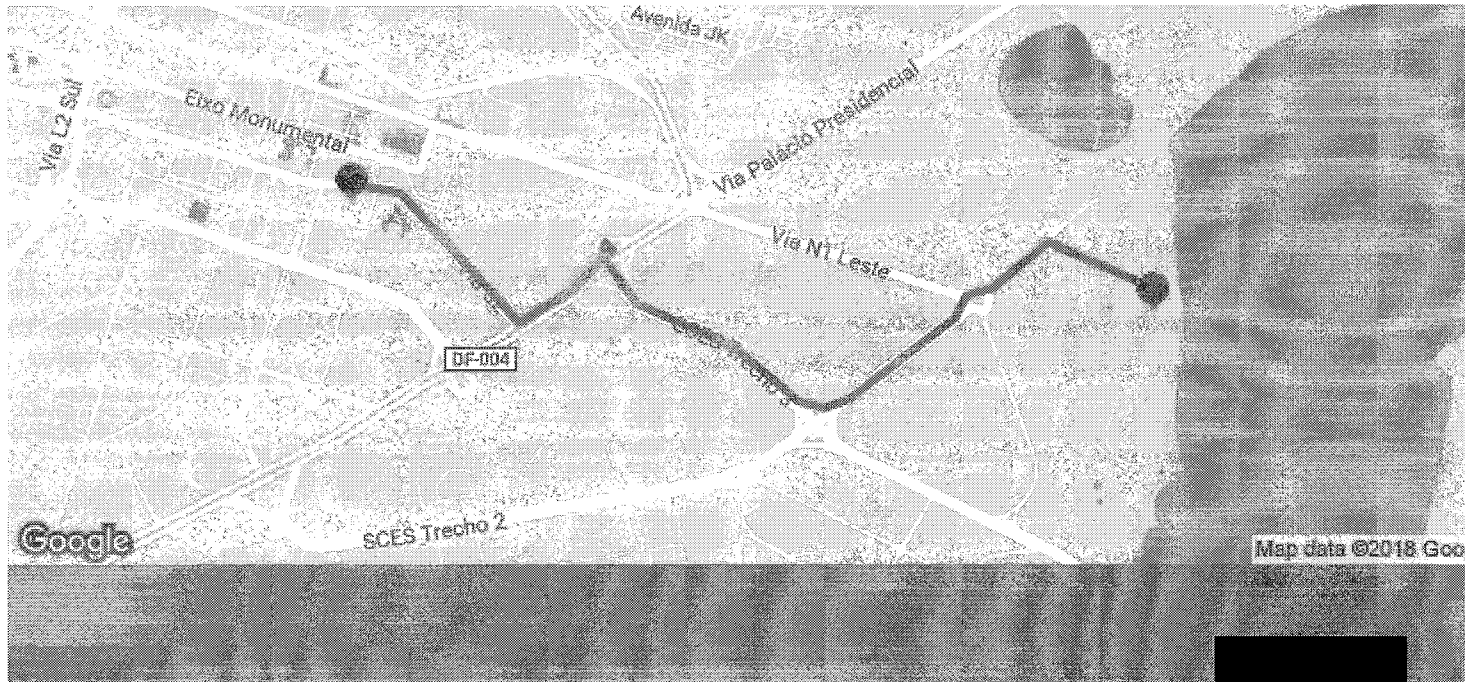 Avenida JK
Via L2 Sul
Eixo Monumental
Via Palácio Presidencial
Via N1 Leste
DF-004
SCES Trecho 2
Google
Map data ©2018 Goo